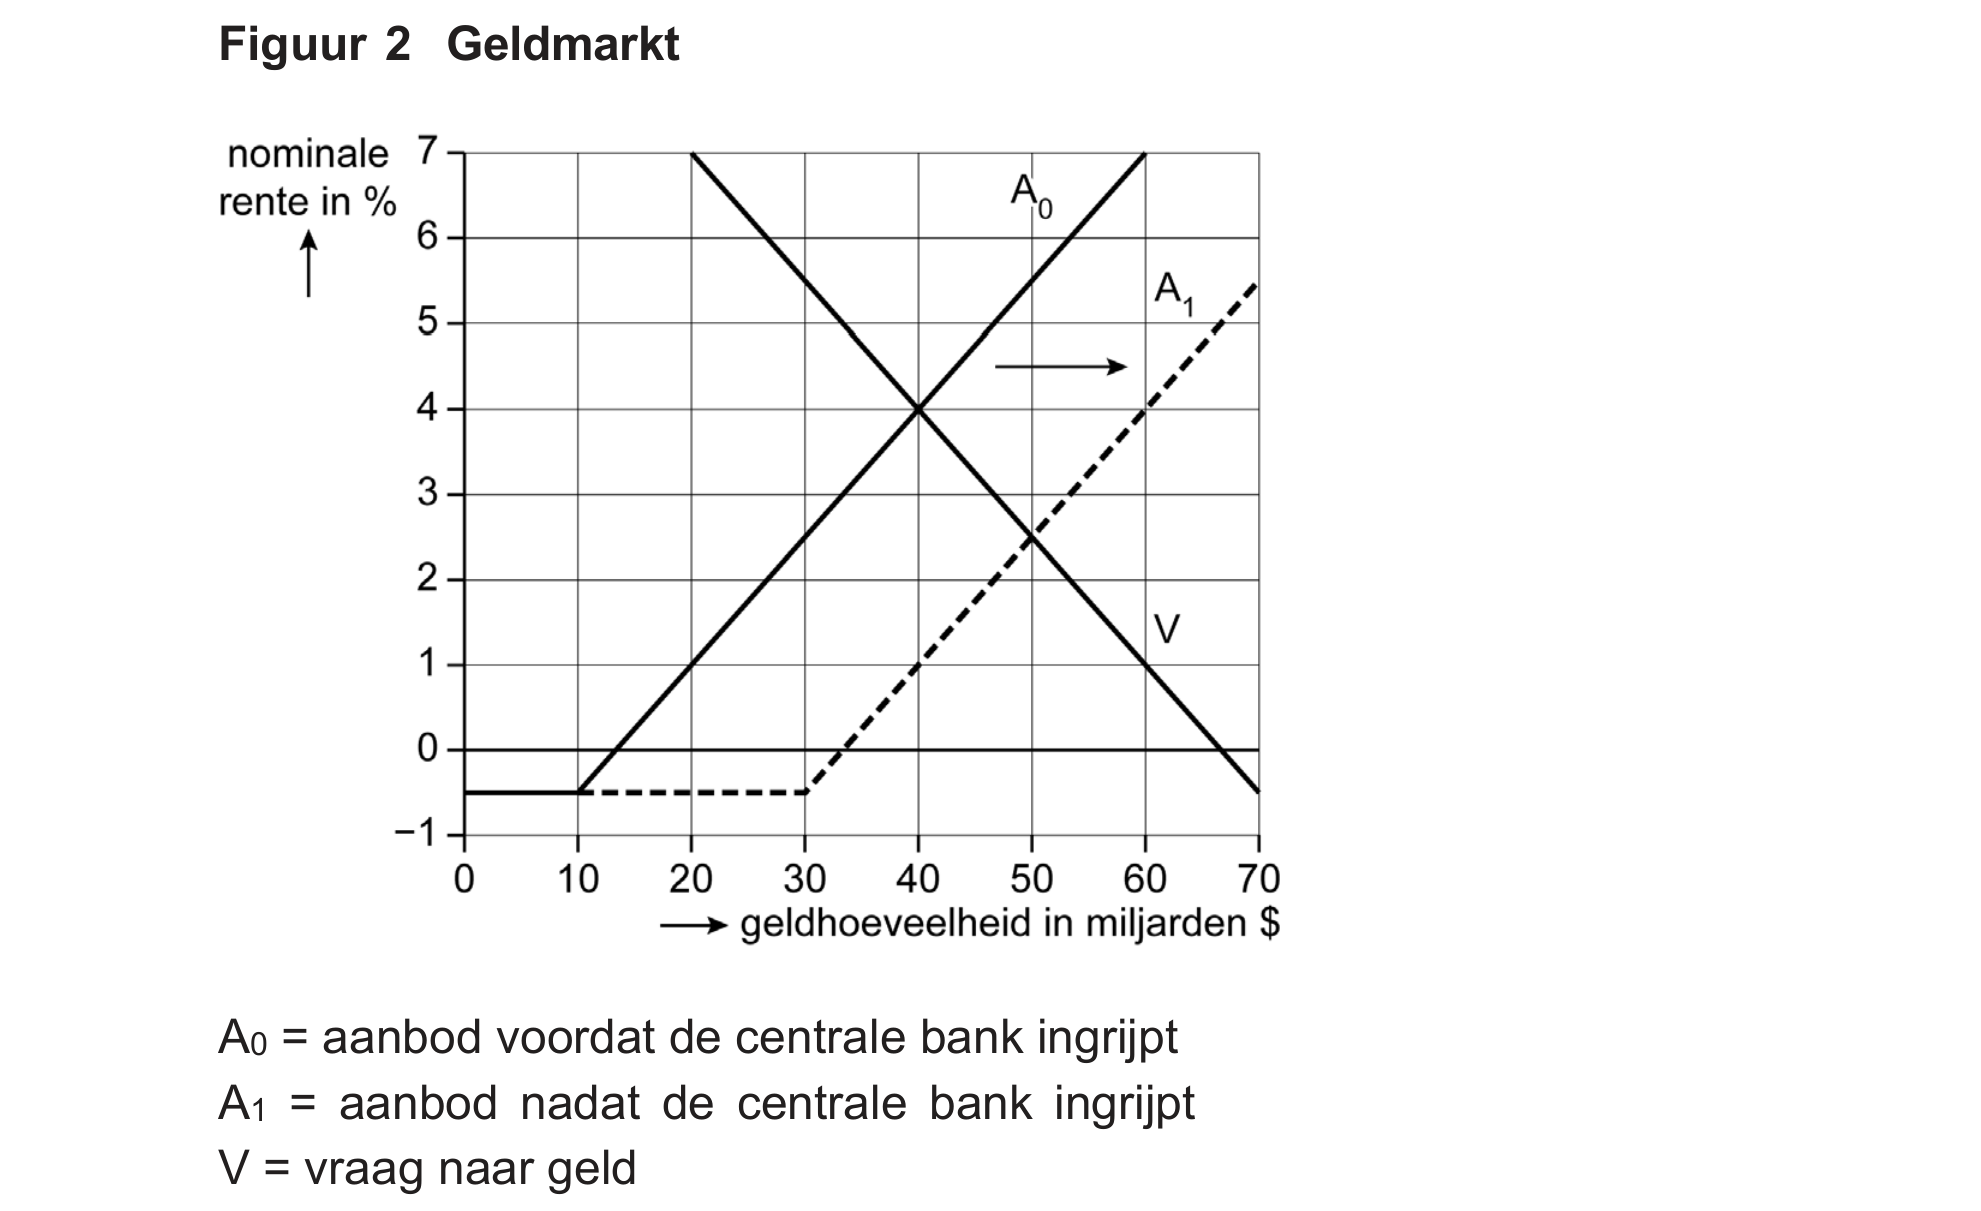 Figuur 2 Geldmarkt
nominale
rente in %
7
6
5
4
3
2
1
0
−1
A0
A1
V
0 10 20 30 40 50 60 70
geldhoeveelheid in miljarden $
A0 = aanbod voordat de centrale bank ingrijpt
A1 = aanbod nadat de centrale bank ingrijpt
V = vraag naar geld